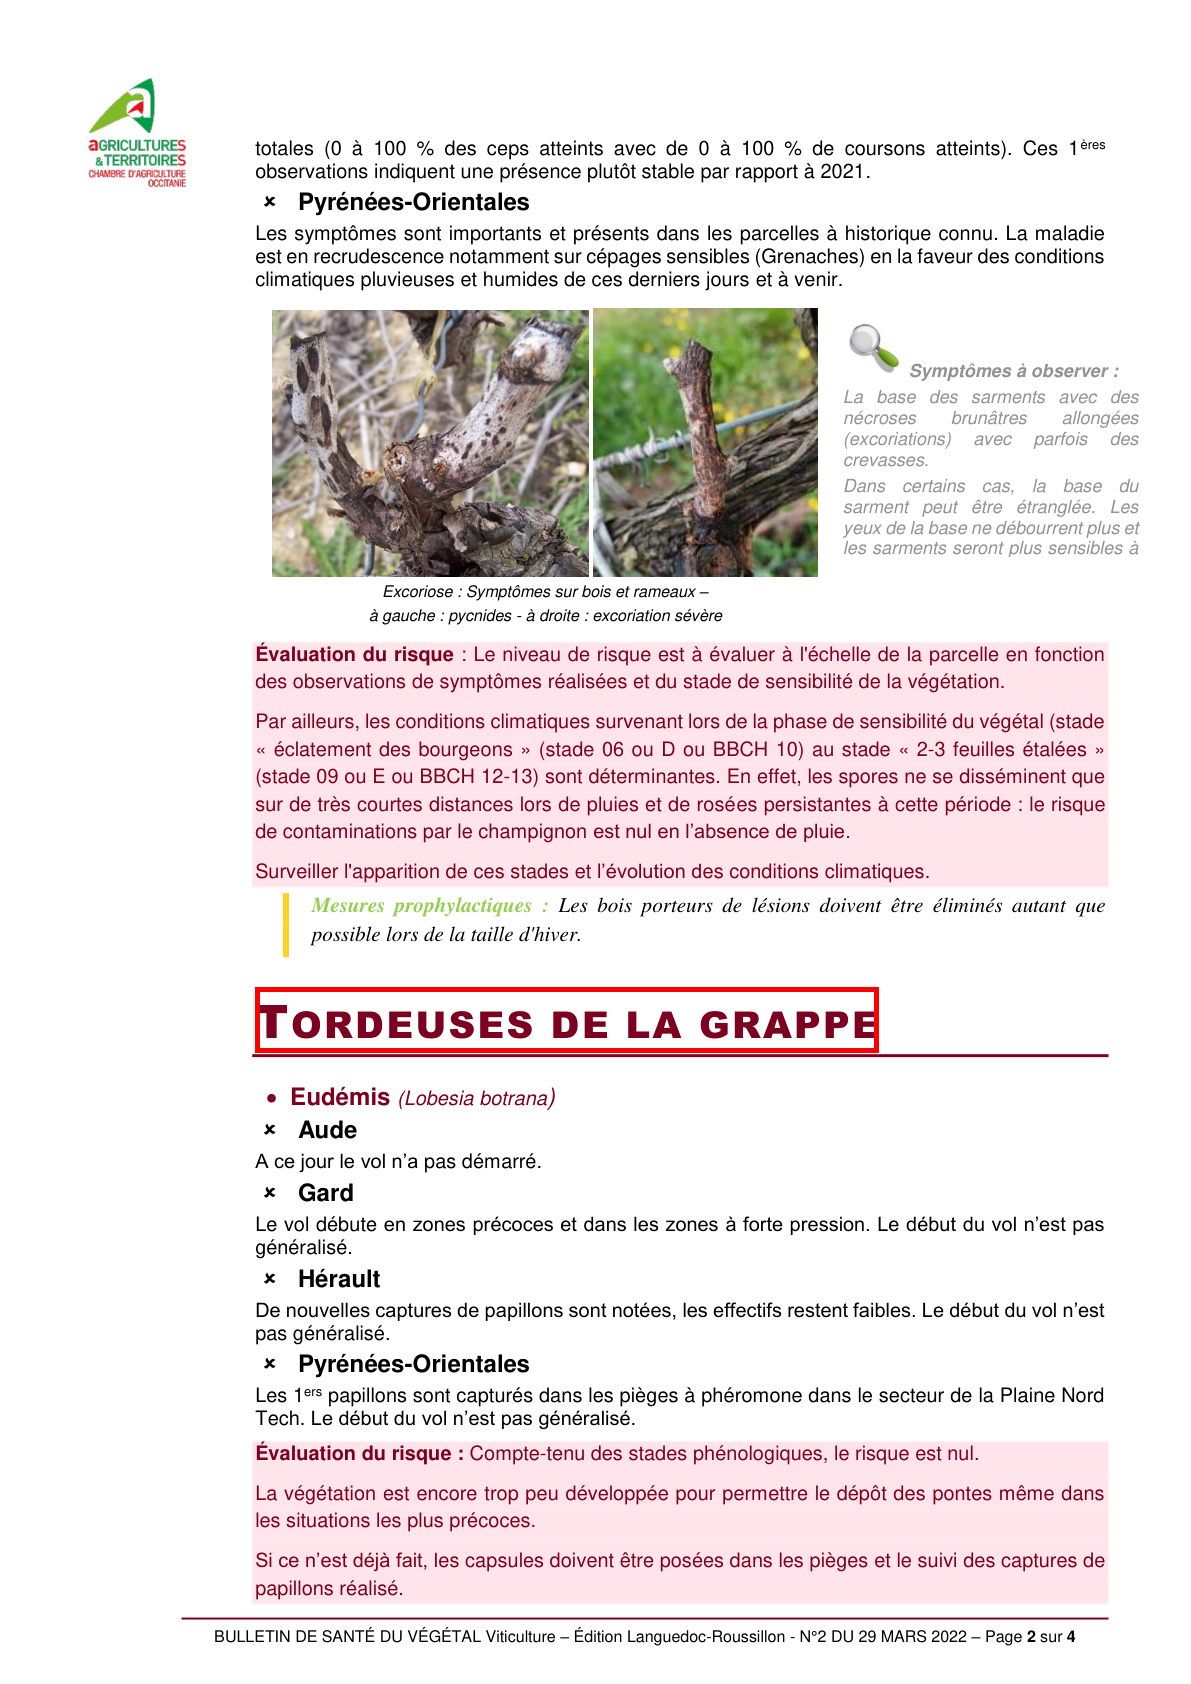 aGRICULTURES
& TERRITOIRES
CHAMBRE D'AGRICULTURE
OCCITANIE
totales (0 à 100 % des ceps atteints avec de 0 à 100 % de coursons atteints). Ces 1ères
observations indiquent une présence plutôt stable par rapport à 2021.
× Pyrénées-Orientales
Les symptômes sont importants et présents dans les parcelles à historique connu. La maladie
est en recrudescence notamment sur cépages sensibles (Grenaches) en la faveur des conditions
climatiques pluvieuses et humides de ces derniers jours et à venir.
Symptômes à observer :
La base des sarments avec des
nécroses brunâtres allongées
(excoriations) avec parfois des
crevasses.
Dans certains cas, la base du
sarment peut être étranglée. Les
yeux de la base ne débourrent plus et
les sarments seront plus sensibles à
Excoriose : Symptômes sur bois et rameaux –
à gauche : pycnides - à droite : excoriation sévère
Évaluation du risque : Le niveau de risque est à évaluer à l'échelle de la parcelle en fonction
des observations de symptômes réalisées et du stade de sensibilité de la végétation.
Par ailleurs, les conditions climatiques survenant lors de la phase de sensibilité du végétal (stade
« éclatement des bourgeons » (stade 06 ou D ou BBCH 10) au stade « 2-3 feuilles étalées »
(stade 09 ou E ou BBCH 12-13) sont déterminantes. En effet, les spores ne se disséminent que
sur de très courtes distances lors de pluies et de rosées persistantes à cette période : le risque
de contaminations par le champignon est nul en l’absence de pluie.
Surveiller l'apparition de ces stades et l’évolution des conditions climatiques.
Mesures prophylactiques : Les bois porteurs de lésions doivent être éliminés autant que
possible lors de la taille d'hiver.
TORDEUSES DE LA GRAPPE
• Eudémis (Lobesia botrana)
× Aude
A ce jour le vol n’a pas démarré.
× Gard
Le vol débute en zones précoces et dans les zones à forte pression. Le début du vol n’est pas
généralisé.
× Hérault
De nouvelles captures de papillons sont notées, les effectifs restent faibles. Le début du vol n’est
pas généralisé.
× Pyrénées-Orientales
Les 1ers papillons sont capturés dans les pièges à phéromone dans le secteur de la Plaine Nord
Tech. Le début du vol n’est pas généralisé.
Évaluation du risque : Compte-tenu des stades phénologiques, le risque est nul.
La végétation est encore trop peu développée pour permettre le dépôt des pontes même dans
les situations les plus précoces.
Si ce n’est déjà fait, les capsules doivent être posées dans les pièges et le suivi des captures de
papillons réalisé.
BULLETIN DE SANTÉ DU VÉGÉTAL Viticulture – Édition Languedoc-Roussillon - N°2 DU 29 MARS 2022 – Page 2 sur 4